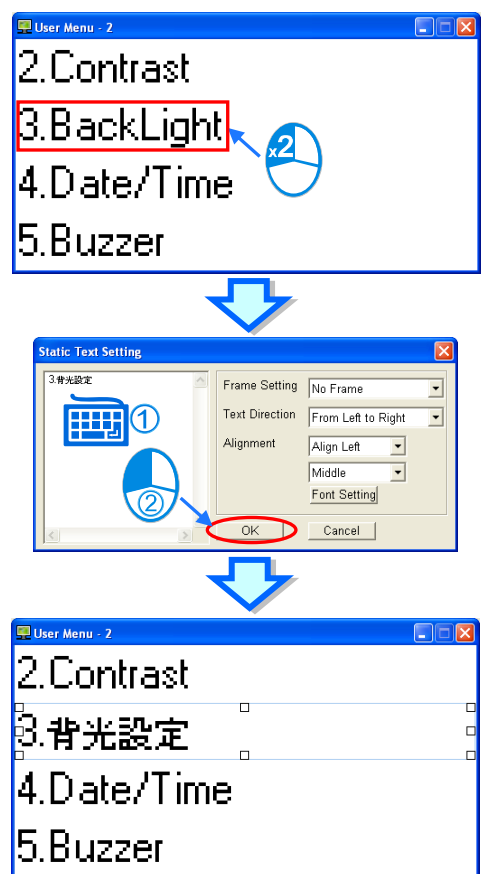 User Menu - 2
2.Contrast
3.BackLight
x2
4.Date/Time
5.Buzzer
Static Text Setting
3.背光設定
1
2
Frame Setting No Frame
Text Direction From Left to Right
Alignment Align Left
Middle
Font Setting
OK Cancel
User Menu - 2
2.Contrast
3.背光設定
4.Date/Time
5.Buzzer